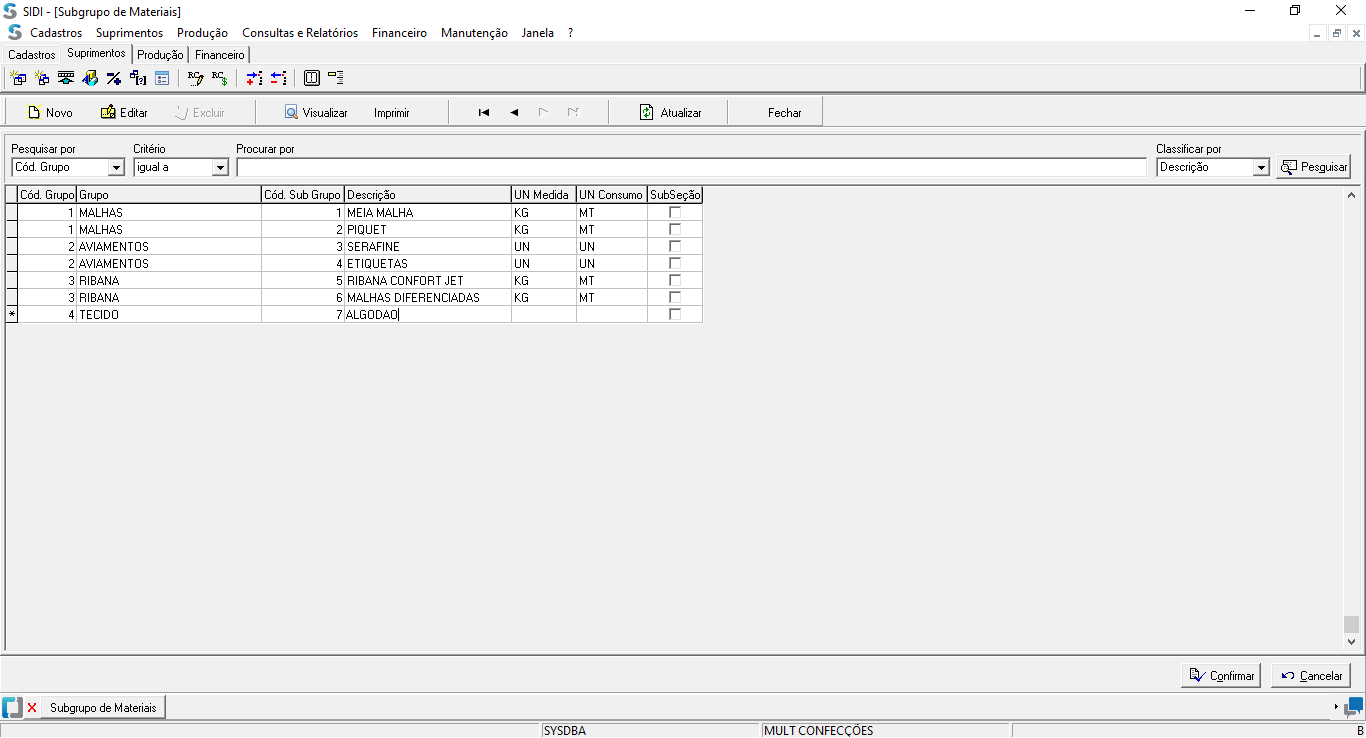 SIDI - [Subgrupo de Materiais]
Cadastros Suprimentos Produção Consultas e Relatórios Financeiro Manutenção Janela ?
Cadastros Suprimentos Produção Financeiro
Novo Editar Excluir Visualizar Imprimir Atualizar Fechar
Pesquisar por Critério Procurar por Classificar por
Cód. Grupo igual a Descrição Pesquisar
Cód. Grupo Grupo Cód. Sub Grupo Descrição UN Medida UN Consumo SubSeção
1 MALHAS 1 MEIA MALHA KG MT
1 MALHAS 2 PIQUET KG MT
2 AVIAMENTOS 3 SERAFINE UN UN
2 AVIAMENTOS 4 ETIQUETAS UN UN
3 RIBANA 5 RIBANA CONFORT JET KG MT
3 RIBANA 6 MALHAS DIFERENCIADAS KG MT
* 4 TECIDO 7 ALGODAO
Confirmar Cancelar
Subgrupo de Materiais
SYSDBA MULT CONFECÇÕES B